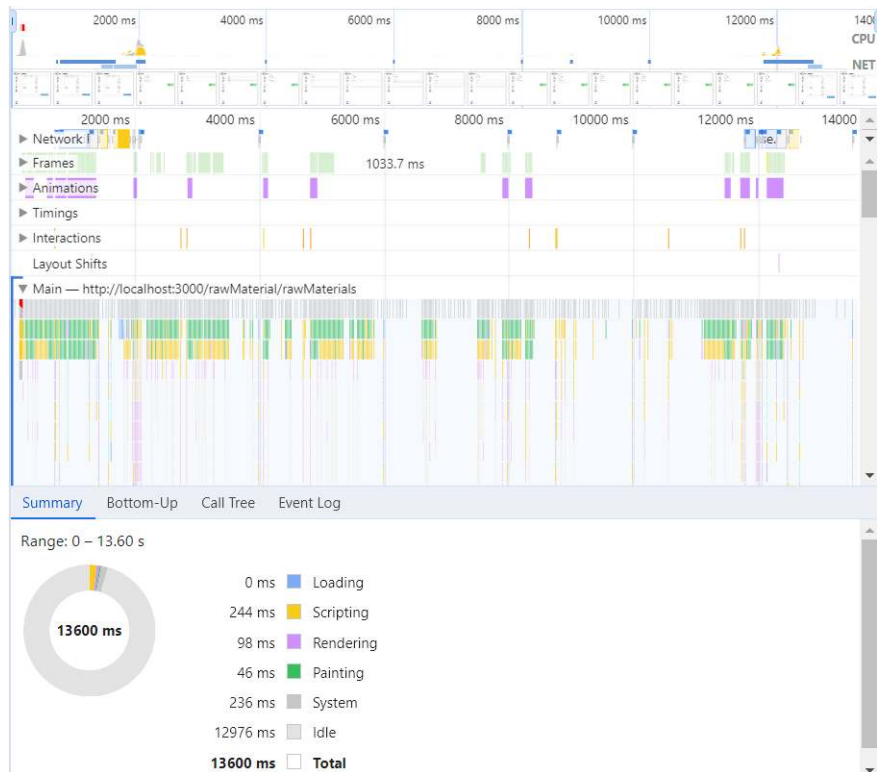 2000 ms 4000 ms 6000 ms 8000 ms 10000 ms 12000 ms 140
CPU
NET
2000 ms 4000 ms 6000 ms 8000 ms 10000 ms 12000 ms 14000
Network
Frames 1033.7 ms
Animations
Timings
Interactions
Layout Shifts
Main — http://localhost:3000/rawMaterial/rawMaterials
Summary Bottom-Up Call Tree Event Log
Range: 0 – 13.60 s
13600 ms
0 ms Loading
244 ms Scripting
98 ms Rendering
46 ms Painting
236 ms System
12976 ms Idle
13600 ms Total